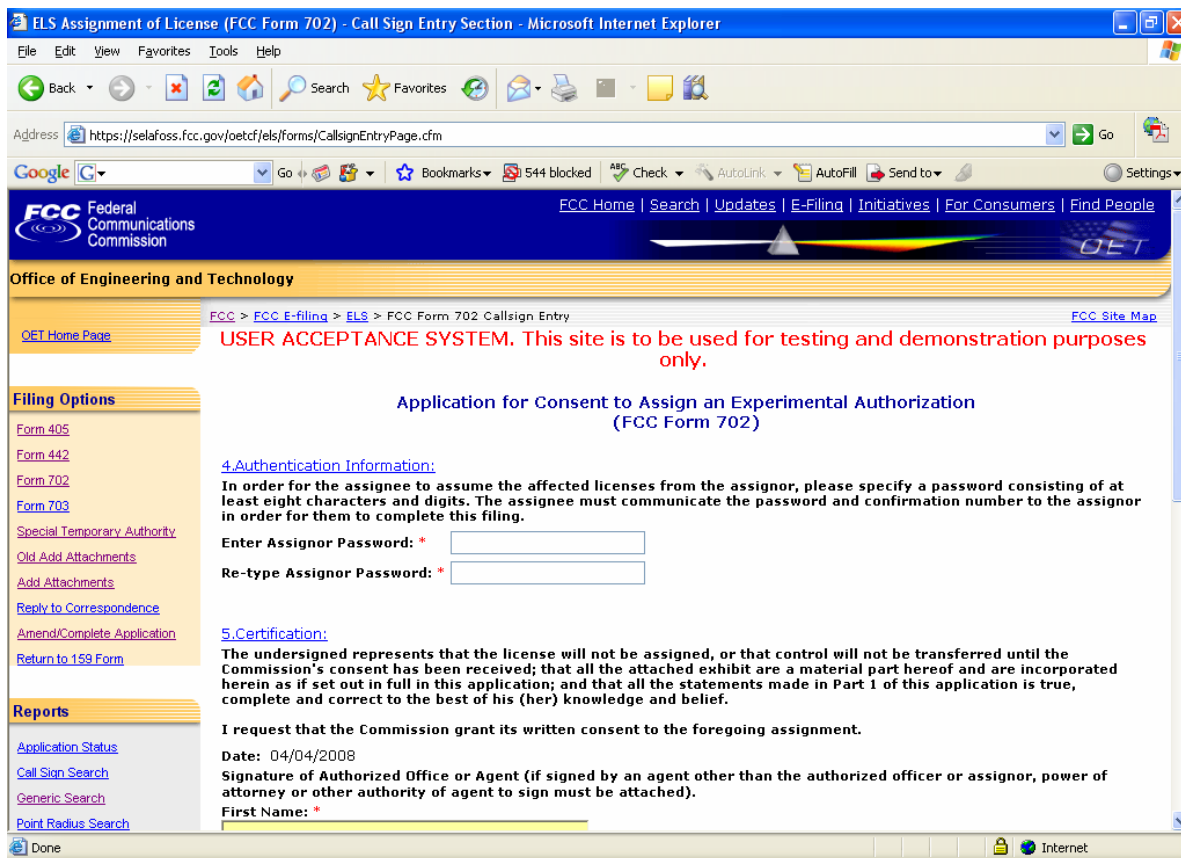 ELS Assignment of License (FCC Form 702) - Call Sign Entry Section - Microsoft Internet Explorer
File Edit View Favorites Tools Help
Back Search Favorites
Address https://selafoss.fcc.gov/oetcf/els/forms/CallsignEntryPage.cfm Go
Google G Go Bookmarks 544 blocked ABC Check AutoLink AutoFill Send to Settings
FCC Federal Communications Commission
FCC Home | Search | Updates | E-Filing | Initiatives | For Consumers | Find People
OET
Office of Engineering and Technology
FCC > FCC E-filing > ELS > FCC Form 702 Callsign Entry FCC Site Map
OET Home Page
Filing Options
Form 405
Form 442
Form 702
Form 703
Special Temporary Authority
Old Add Attachments
Add Attachments
Reply to Correspondence
Amend/Complete Application
Return to 159 Form
Reports
Application Status
Call Sign Search
Generic Search
Point Radius Search
USER ACCEPTANCE SYSTEM. This site is to be used for testing and demonstration purposes
only.
Application for Consent to Assign an Experimental Authorization
(FCC Form 702)
4.Authentication Information:
In order for the assignee to assume the affected licenses from the assignor, please specify a password consisting of at
least eight characters and digits. The assignee must communicate the password and confirmation number to the assignor
in order for them to complete this filing.
Enter Assignor Password: *
Re-type Assignor Password: *
5.Certification:
The undersigned represents that the license will not be assigned, or that control will not be transferred until the
Commission's consent has been received; that all the attached exhibit are a material part hereof and are incorporated
herein as if set out in full in this application; and that all the statements made in Part 1 of this application is true,
complete and correct to the best of his (her) knowledge and belief.
I request that the Commission grant its written consent to the foregoing assignment.
Date: 04/04/2008
Signature of Authorized Office or Agent (if signed by an agent other than the authorized officer or assignor, power of
attorney or other authority of agent to sign must be attached).
First Name: *
Done Internet